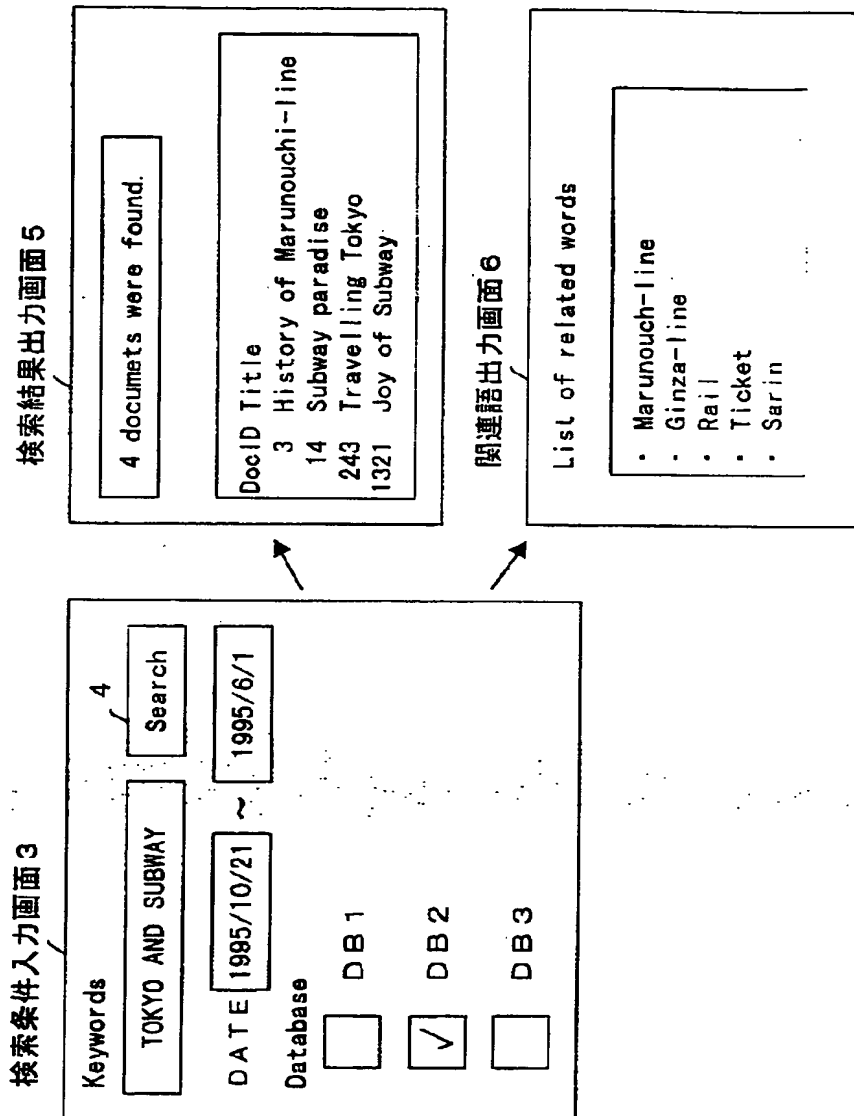 検索条件入力画面3
Keywords
TOKYO AND SUBWAY
4
Search
DATE 1995/10/21 ~ 1995/6/1
Database
DB1
✓ DB2
DB3
検索結果出力画面5
4 documets were found.
DocID Title
3 History of Marunouchi-line
14 Subway paradise
243 Travelling Tokyo
1321 Joy of Subway
関連語出力画面6
List of related words
・ Marunouch-line
・ Ginza-line
・ Rail
・ Ticket
・ Sarin